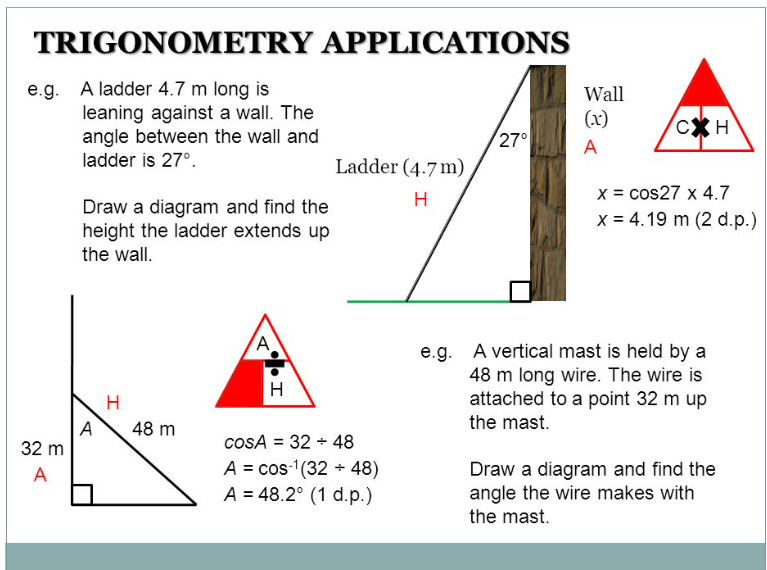 TRIGONOMETRY APPLICATIONS
e.g. A ladder 4.7 m long is
leaning against a wall. The
angle between the wall and
ladder is 27°.
Draw a diagram and find the
height the ladder extends up
the wall.
Ladder (4.7 m)
H
27°
Wall
(x)
A
C × H
x = cos27 x 4.7
x = 4.19 m (2 d.p.)
H
A
48 m
32 m
A
A
÷
H
cosA = 32 ÷ 48
A = cos⁻¹(32 ÷ 48)
A = 48.2° (1 d.p.)
e.g. A vertical mast is held by a
48 m long wire. The wire is
attached to a point 32 m up
the mast.
Draw a diagram and find the
angle the wire makes with
the mast.